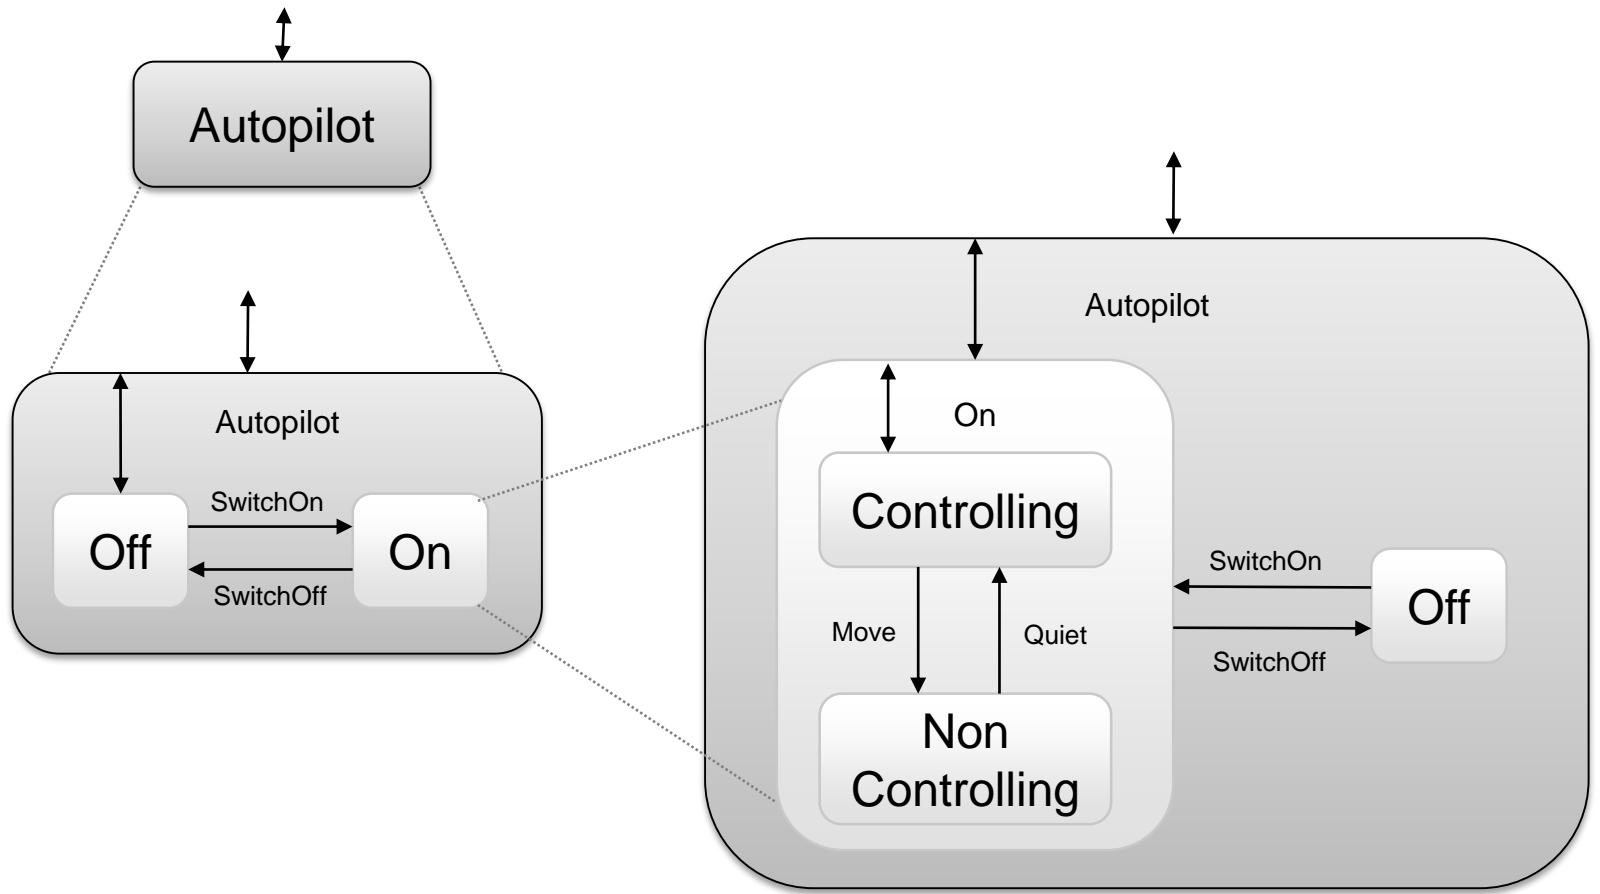 Autopilot
Autopilot
SwitchOn
Off
On
SwitchOff
Autopilot
On
Controlling
Move
Quiet
Non
Controlling
SwitchOn
Off
SwitchOff